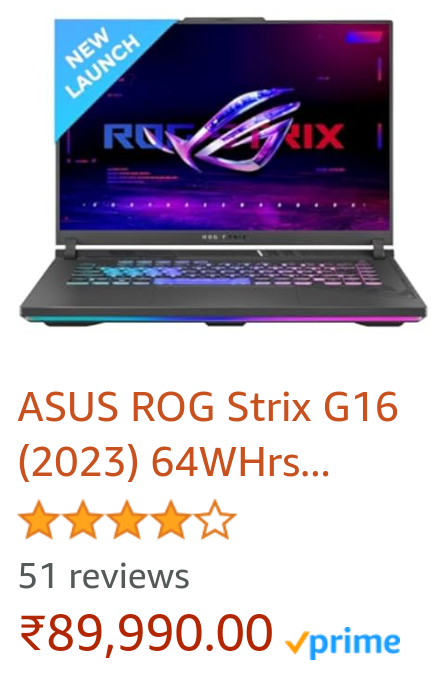 NEW
LAUNCH
ROG STRIX
ASUS ROG Strix G16
(2023) 64WHrs...
51 reviews
₹89,990.00 prime